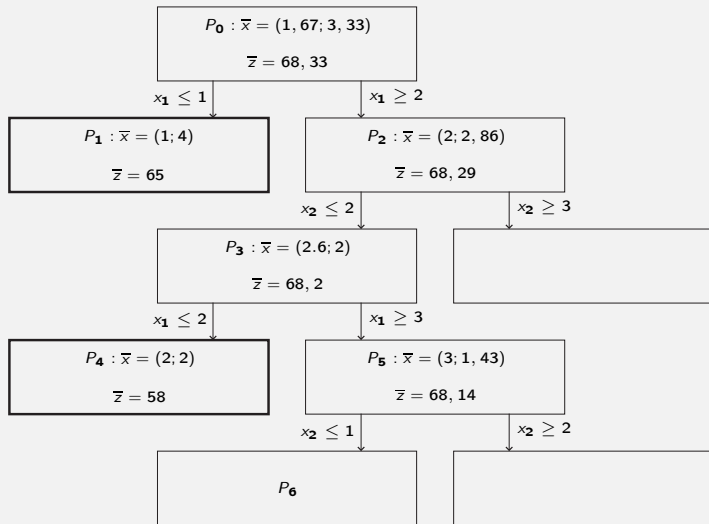 P₀ : x̄ = (1, 67; 3, 33)
z̄ = 68, 33
x₁ ≤ 1
x₁ ≥ 2
P₁ : x̄ = (1; 4)
z̄ = 65
P₂ : x̄ = (2; 2, 86)
z̄ = 68, 29
x₂ ≤ 2
x₂ ≥ 3
P₃ : x̄ = (2.6; 2)
z̄ = 68, 2
x₁ ≤ 2
x₁ ≥ 3
P₄ : x̄ = (2; 2)
z̄ = 58
P₅ : x̄ = (3; 1, 43)
z̄ = 68, 14
x₂ ≤ 1
x₂ ≥ 2
P₆